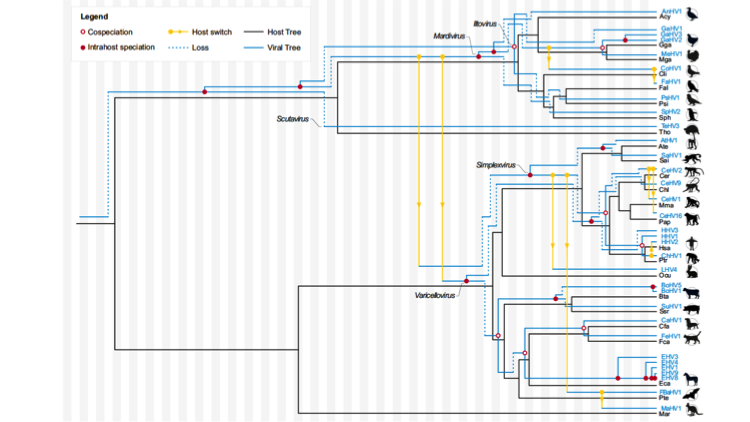 Legend
Cospeciation
Host switch
Host Tree
Intrahost speciation
Loss
Viral Tree
Iltovirus
Mardivirus
Scutavirus
Simplexvirus
Varicellovirus
AnHV1
Acy
GaHV1
GaHV3
GaHV2
Gga
MeHV1
Mga
CoHV1
Cli
FaHV1
Fal
PsHV1
Psi
SpHV2
Sph
TeHV3
Tho
AtHV1
Ate
SaHV1
CeHV2
Cer
CeHV9
Chl
CeHV1
Mma
CeHV16
Pap
HHV3
HHV1
HHV2
Hsa
ChHV1
Ptr
LHV4
Ocu
BoHV5
BoHV1
Bta
SuHV1
Ssr
CaHV1
Cfa
FeHV1
Fca
EHV3
EHV4
EHV1
EHV9
EHV8
Eca
Pte
MaHV1
Mar